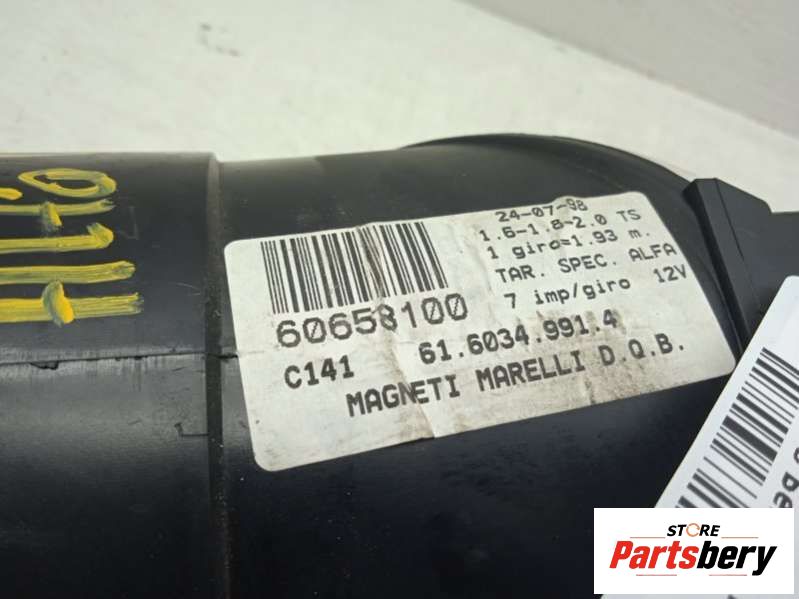 24-07-98
1.6-1.8-2.0 TS
1 giro=1.93 m.
TAR. SPEC. ALFA
7 imp/giro 12V
60658100
C141 61.6034.991.4
MAGNETI MARELLI D.Q.B.
STORE
Partsbery